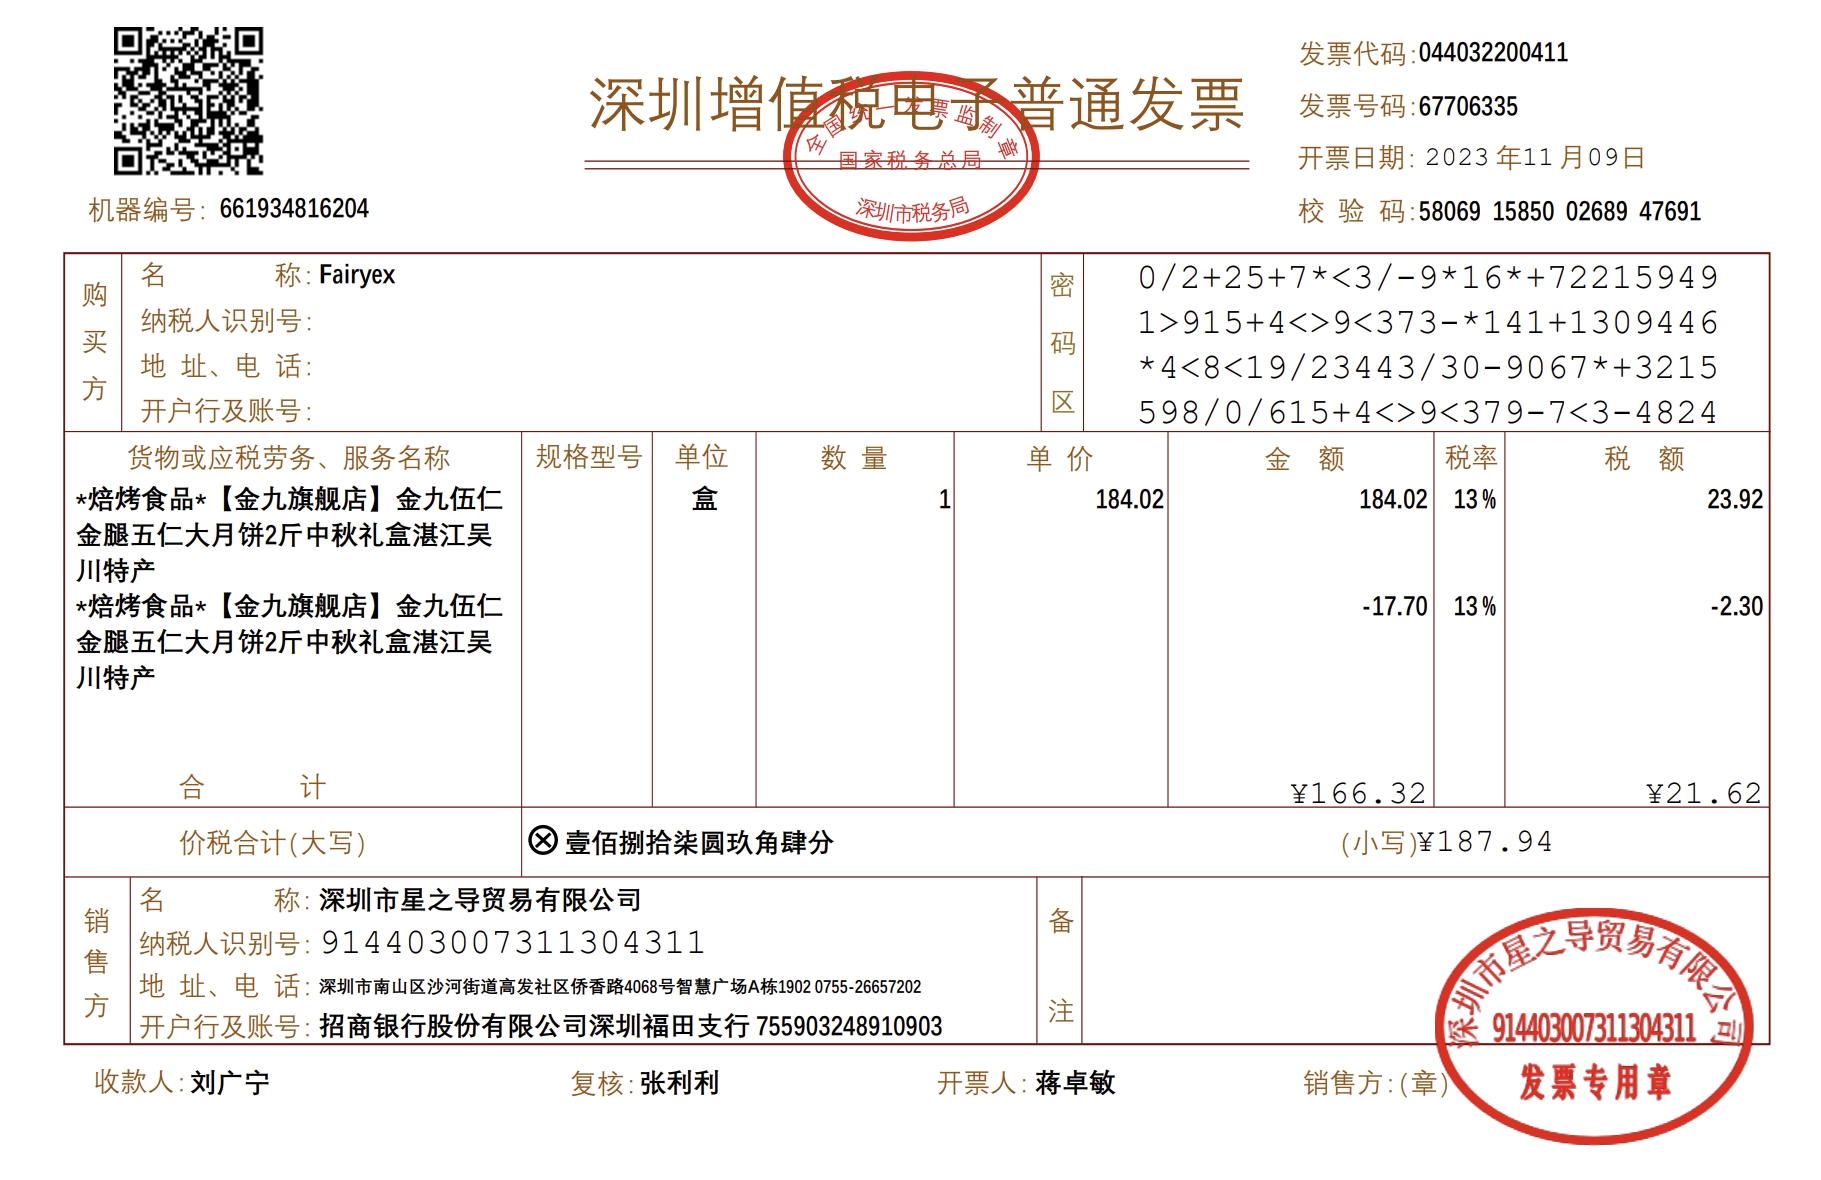 发票代码:044032200411
深圳增值税电子普通发票
发票号码:67706335
全国统一发票监制章
国家税务总局
深圳市税务局
开票日期: 2023 年11 月09日
机器编号: 661934816204
校 验 码:58069 15850 02689 47691
购买方
名 称: Fairyex
纳税人识别号:
地 址、电 话:
开户行及账号:
密码区
0/2+25+7*<3/-9*16*+72215949
1>915+4<>9<373-*141+1309446
*4<8<19/23443/30-9067*+3215
598/0/615+4<>9<379-7<3-4824
货物或应税劳务、服务名称 规格型号 单位 数 量 单 价 金 额 税率 税 额
*焙烤食品*【金九旗舰店】金九伍仁 盒 1 184.02 184.02 13% 23.92
金腿五仁大月饼2斤中秋礼盒湛江吴
川特产
*焙烤食品*【金九旗舰店】金九伍仁 -17.70 13% -2.30
金腿五仁大月饼2斤中秋礼盒湛江吴
川特产
合 计 ¥166.32 ¥21.62
价税合计(大写) ⊗ 壹佰捌拾柒圆玖角肆分 (小写)¥187.94
销售方
名 称: 深圳市星之导贸易有限公司
纳税人识别号: 914403007311304311
地 址、电 话: 深圳市南山区沙河街道高发社区侨香路4068号智慧广场A栋1902 0755-26657202
开户行及账号: 招商银行股份有限公司深圳福田支行 755903248910903
备注
深圳市星之导贸易有限公司
914403007311304311
发票专用章
收款人: 刘广宁 复核: 张利利 开票人: 蒋卓敏 销售方:(章)